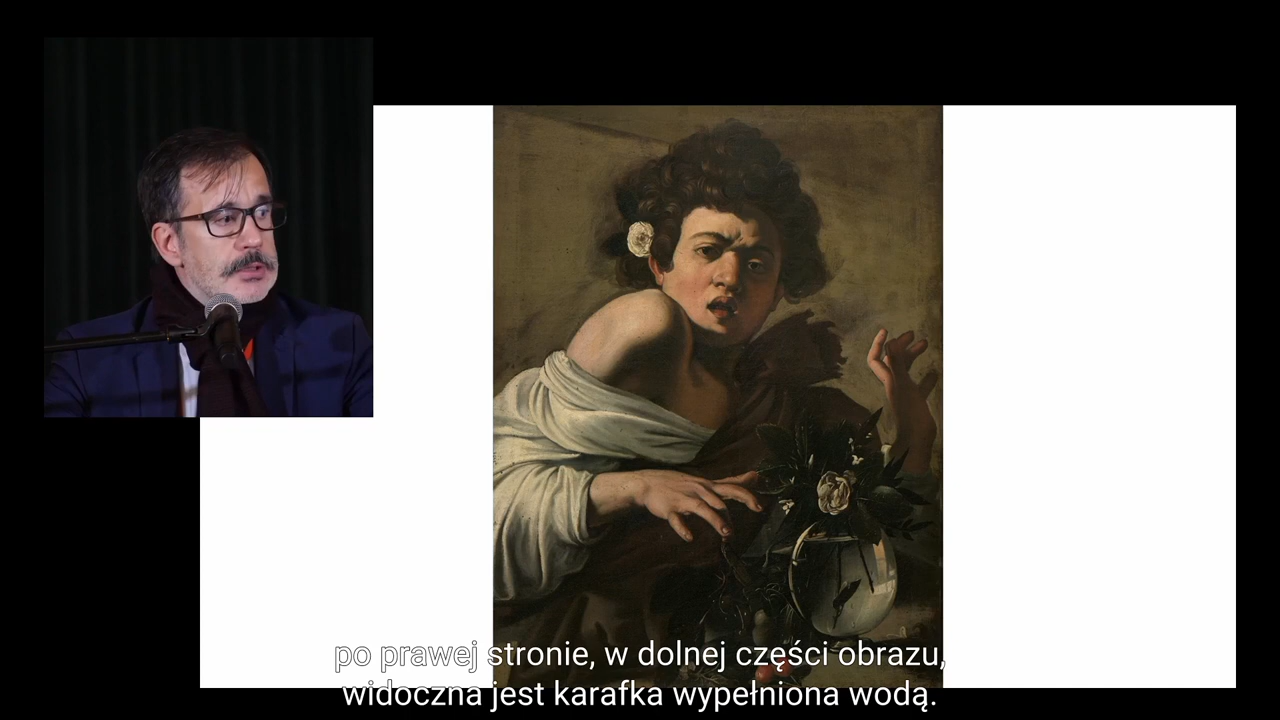 po prawej stronie, w dolnej części obrazu,
widoczna jest karafka wypełniona wodą.